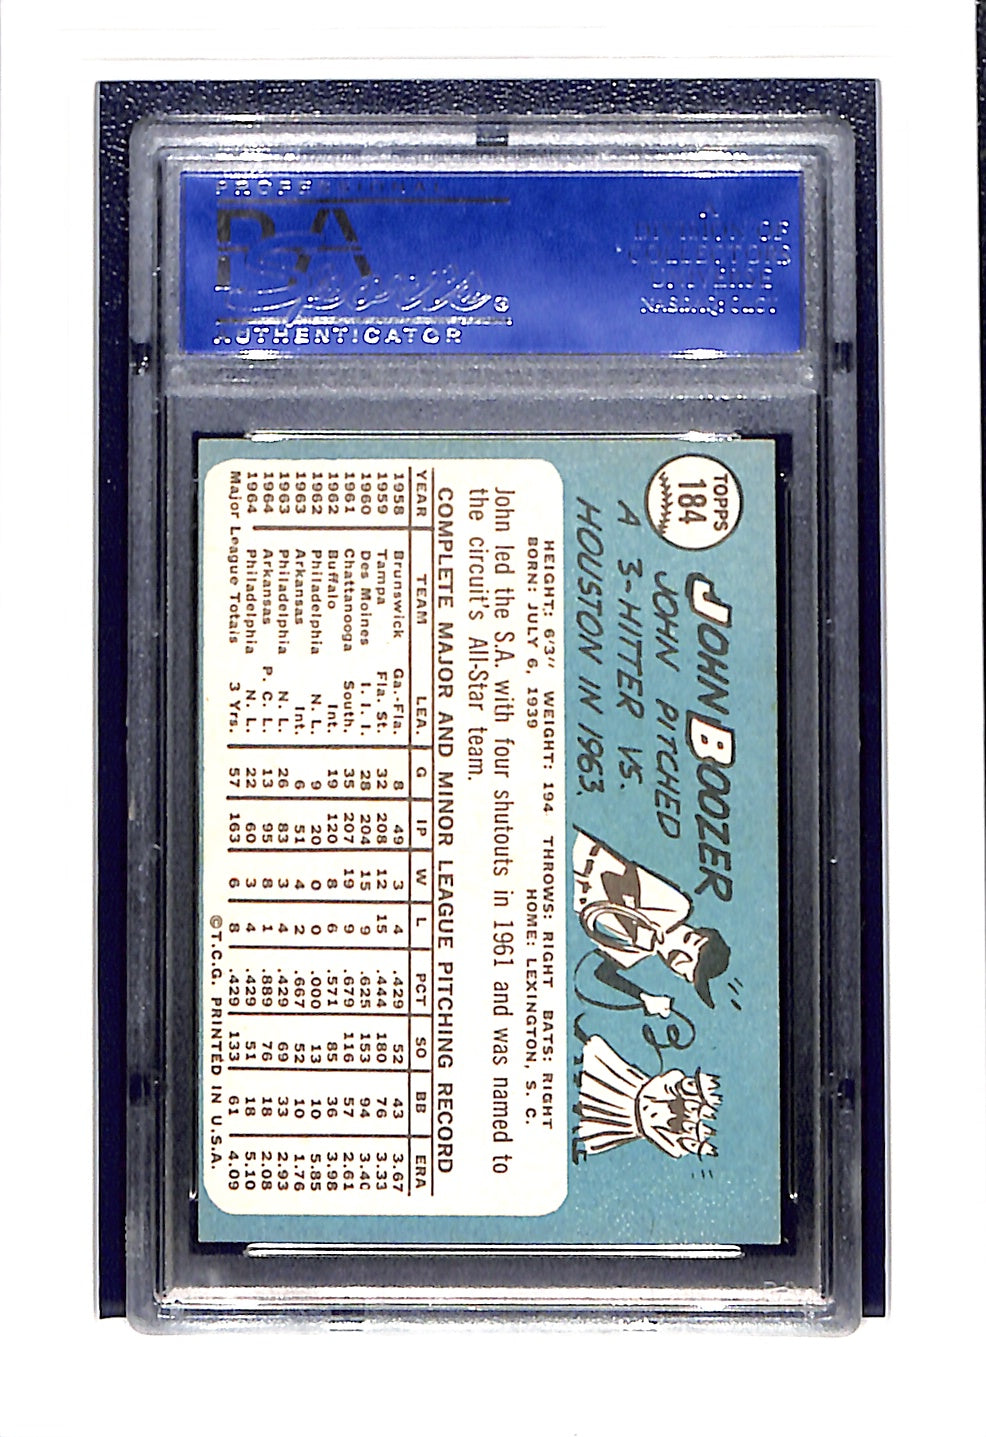 PROFESSIONAL
PSA
Sports
AUTHENTICATOR
DIVISION OF
COLLECTORS
UNIVERSE
NASDAQ: CLCT
TOPPS
184
JOHN BOOZER
JOHN PITCHED
A 3-HITTER VS.
HOUSTON IN 1963.
HEIGHT: 6'3" WEIGHT: 194 THROWS: RIGHT BATS: RIGHT
BORN: JULY 6, 1939 HOME: LEXINGTON, S. C.
John led the S.A. with four shutouts in 1961 and was named to
the circuit's All-Star team.
COMPLETE MAJOR AND MINOR LEAGUE PITCHING RECORD
YEAR TEAM LEA. G IP W L PCT SO BB ERA
1958 Brunswick Ga.-Fla. 8 49 3 4 .429 52 43 3.67
1959 Tampa Fla. St. 32 208 12 15 .444 180 76 3.33
1960 Des Moines I. I. I. 28 204 15 9 .625 153 94 3.40
1961 Chattanooga South. 35 207 19 9 .679 116 57 2.61
1962 Buffalo Int. 19 120 8 6 .571 85 36 3.98
1962 Philadelphia N. L. 9 20 0 0 .000 13 10 5.85
1963 Arkansas Int. 6 51 4 2 .667 52 10 1.76
1963 Philadelphia N. L. 26 83 3 4 .429 69 33 2.93
1964 Arkansas P. C. L. 13 95 8 1 .889 76 18 2.08
1964 Philadelphia N. L. 22 60 3 4 .429 51 18 5.10
Major League Totals 3 Yrs. 57 163 6 8 .429 133 61 4.09
©T.C.G. PRINTED IN U.S.A.